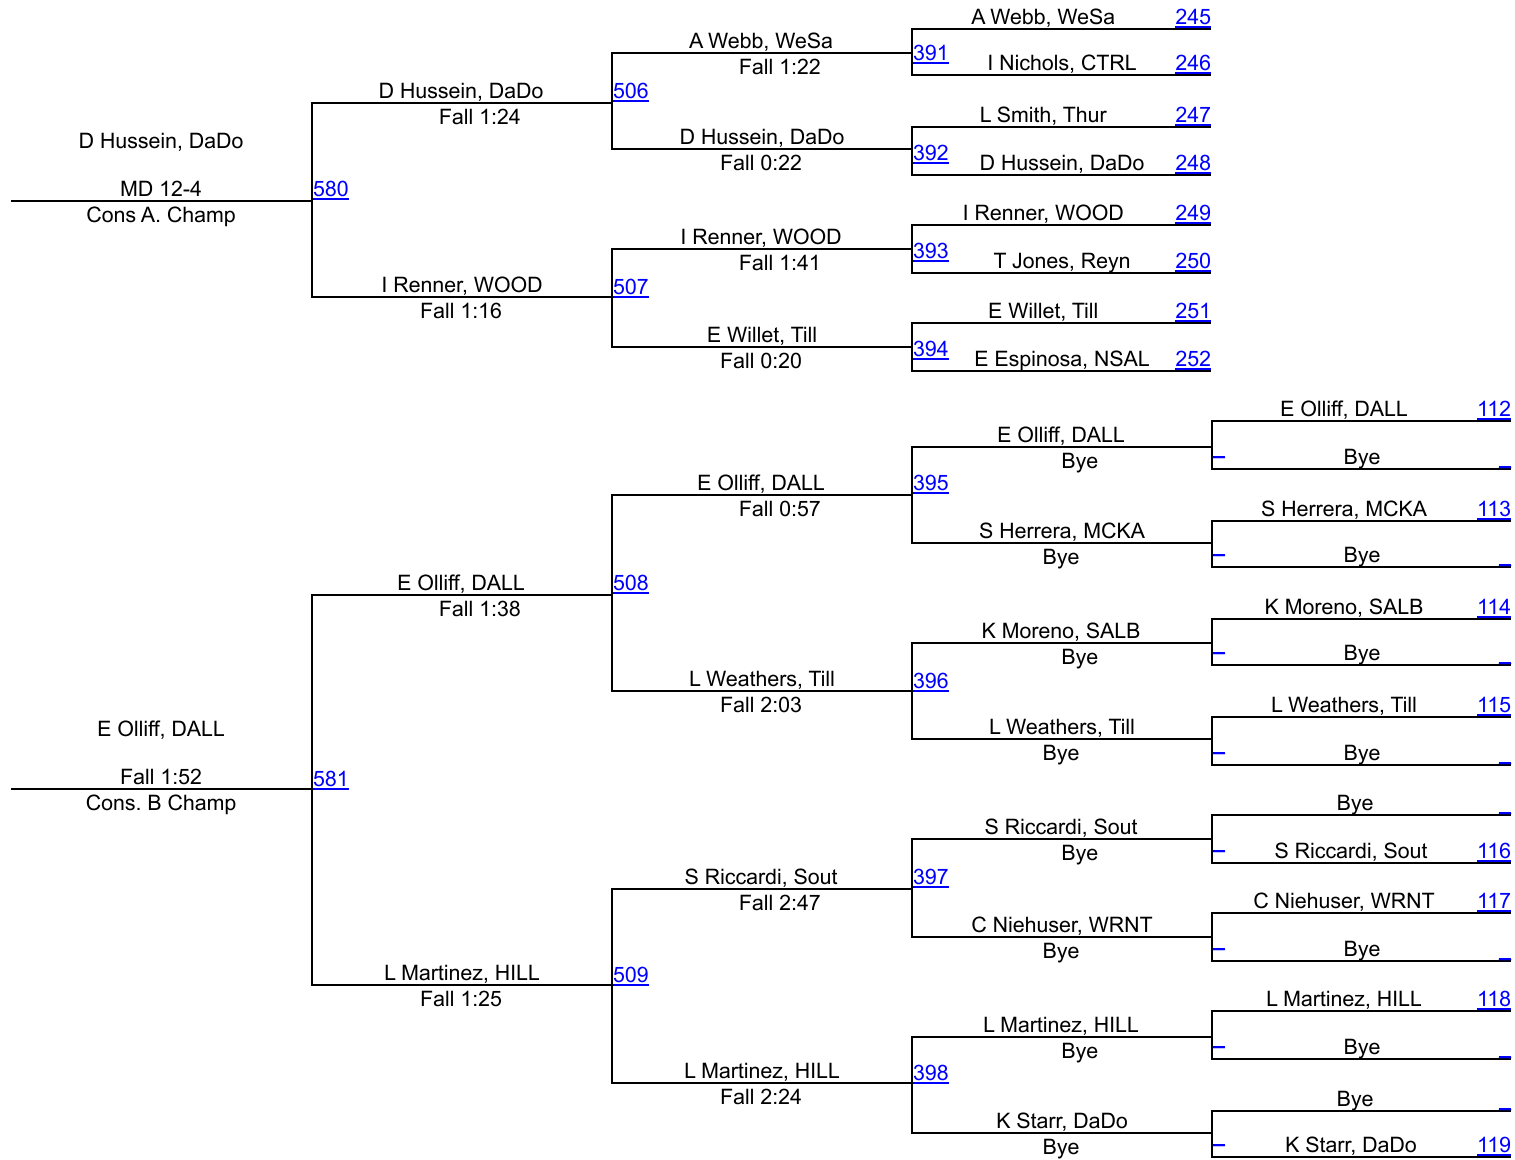 A Webb, WeSa 245
A Webb, WeSa
Fall 1:22
391
I Nichols, CTRL 246
D Hussein, DaDo
Fall 1:24
506
L Smith, Thur 247
D Hussein, DaDo
Fall 0:22
392
D Hussein, DaDo 248
D Hussein, DaDo
MD 12-4
Cons A. Champ
580
I Renner, WOOD 249
I Renner, WOOD
Fall 1:41
393
T Jones, Reyn 250
I Renner, WOOD
Fall 1:16
507
E Willet, Till 251
E Willet, Till
Fall 0:20
394
E Espinosa, NSAL 252
E Olliff, DALL 112
E Olliff, DALL
Bye
Bye
E Olliff, DALL
Fall 0:57
395
S Herrera, MCKA 113
S Herrera, MCKA
Bye
Bye
E Olliff, DALL
Fall 1:38
508
K Moreno, SALB 114
K Moreno, SALB
Bye
Bye
L Weathers, Till
Fall 2:03
396
L Weathers, Till 115
L Weathers, Till
Bye
Bye
E Olliff, DALL
Fall 1:52
Cons. B Champ
581
Bye
S Riccardi, Sout
Bye
S Riccardi, Sout 116
S Riccardi, Sout
Fall 2:47
397
C Niehuser, WRNT 117
C Niehuser, WRNT
Bye
Bye
L Martinez, HILL
Fall 1:25
509
L Martinez, HILL 118
L Martinez, HILL
Bye
Bye
L Martinez, HILL
Fall 2:24
398
Bye
K Starr, DaDo
Bye
K Starr, DaDo 119